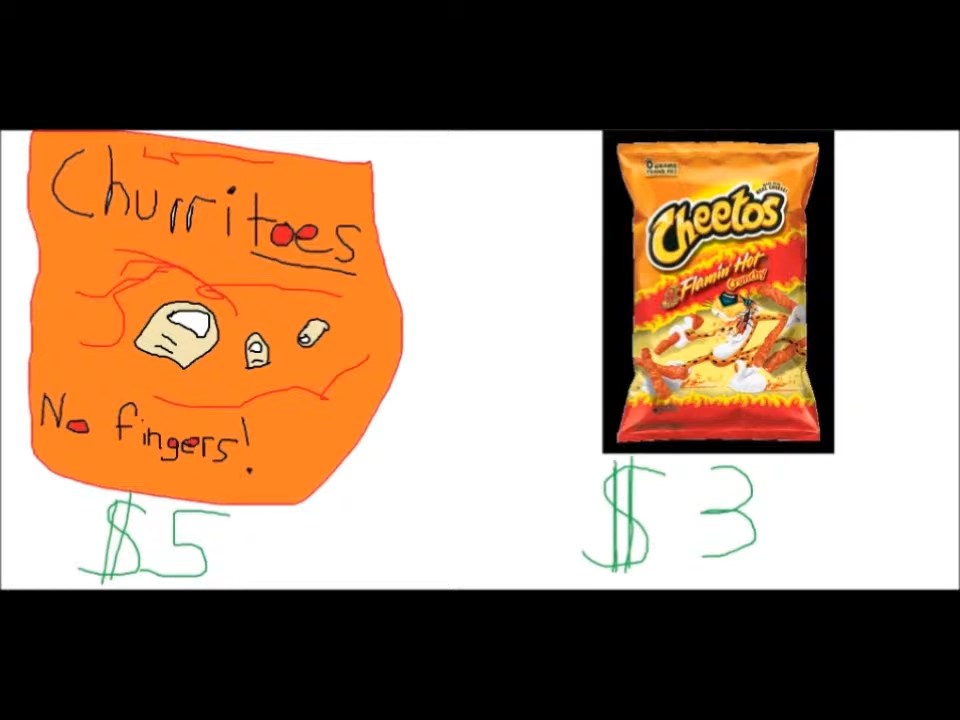 Churritoes
No fingers!
$5
Cheetos
Flamin' Hot
Crunchy
$3